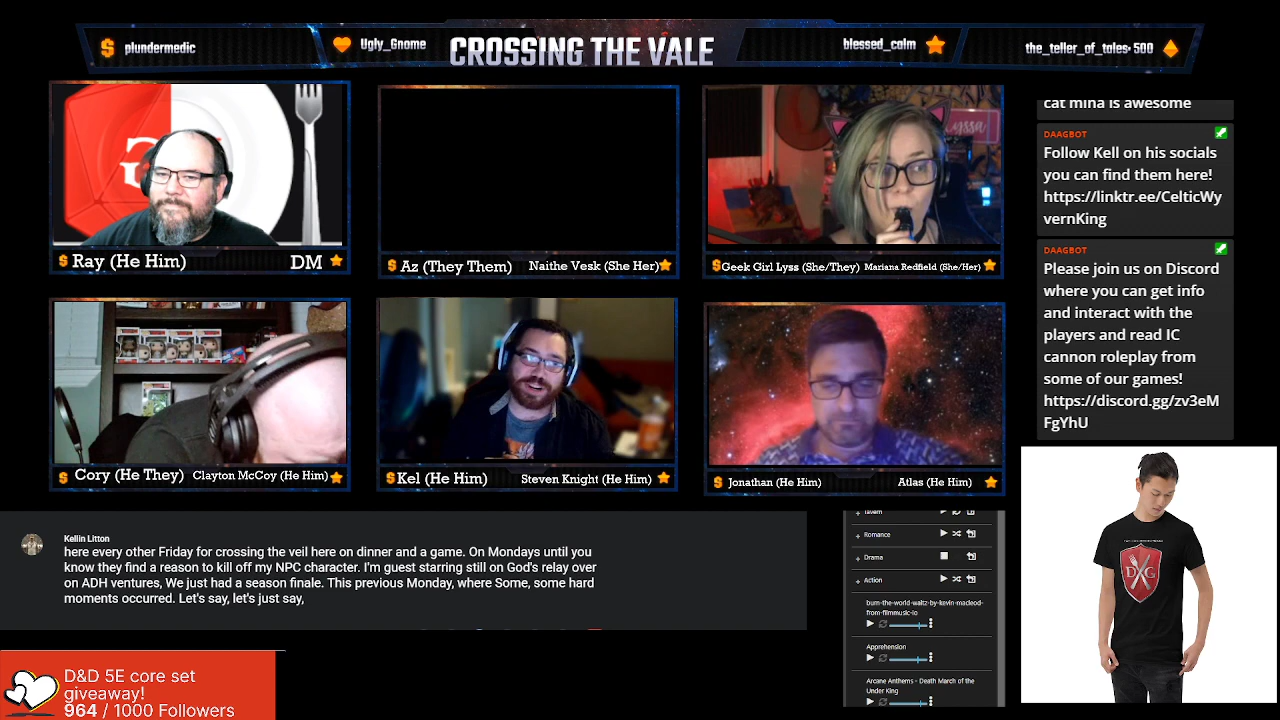 plundermedic
Ugly_Gnome
CROSSING THE VALE
blessed_calm
the_teller_of_tales: 500
Ray (He Him)
DM
Az (They Them)
Naithe Vesk (She Her)
Geek Girl Lyss (She/They)
Mariana Redfield (She/Her)
Cory (He They)
Clayton McCoy (He Him)
Kel (He Him)
Steven Knight (He Him)
Jonathan (He Him)
Atlas (He Him)
cat mina is awesome
DAAGBOT
Follow Kell on his socials
you can find them here!
https://linktr.ee/CelticWy
vernKing
DAAGBOT
Please join us on Discord
where you can get info
and interact with the
players and read IC
cannon roleplay from
some of our games!
https://discord.gg/zv3eM
FgYhU
Kellin Litton
here every other Friday for crossing the veil here on dinner and a game. On Mondays until you
know they find a reason to kill off my NPC character. I'm guest starring still on God's relay over
on ADH ventures, We just had a season finale. This previous Monday, where Some, some hard
moments occurred. Let's say, let's just say,
Tavern
Romance
Drama
Action
burn-the-world-waltz-by-kevin-macleod-
from-filmmusic-io
Apprehension
Arcane Anthems - Death March of the
Under King
D&D 5E core set
giveaway!
964 / 1000 Followers